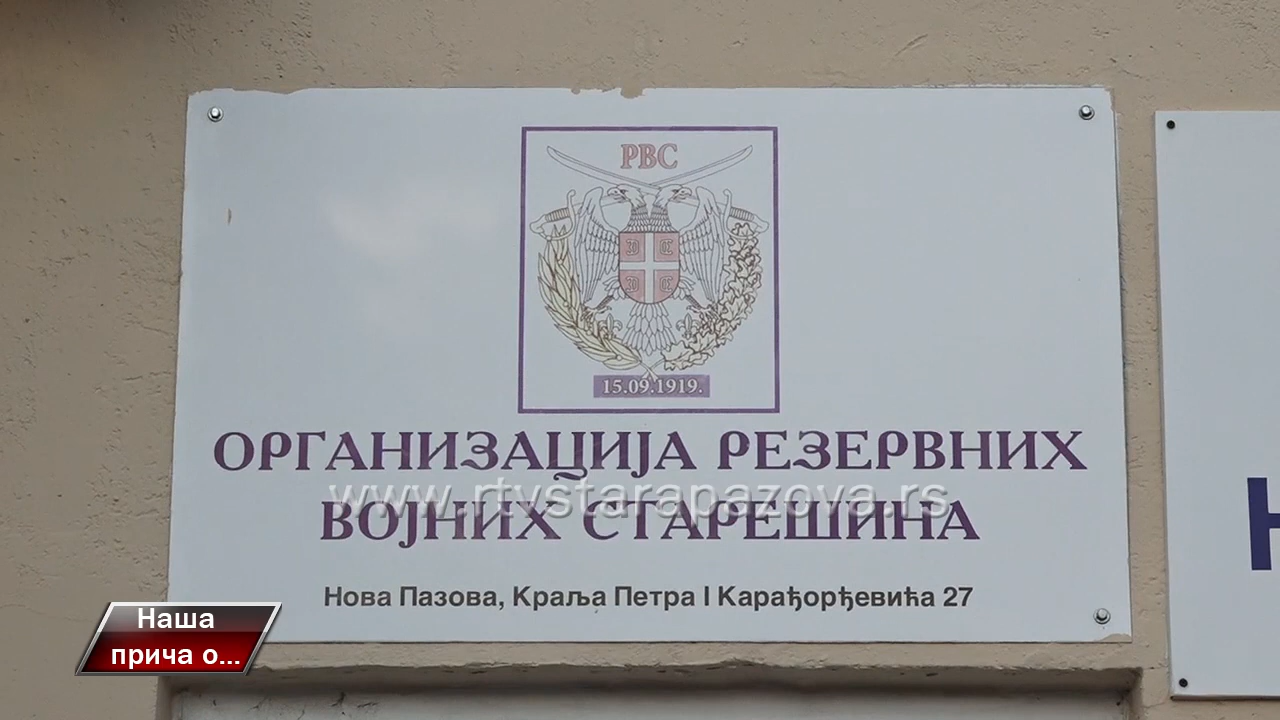 РВС
15.09.1919.
ОРГАНИЗАЦИЈА РЕЗЕРВНИХ
ВОЈНИХ СТАРЕШИНА
www.rtvstarapazova.rs
Нова Пазова, Краља Петра I Карађорђевића 27
Наша
прича о...